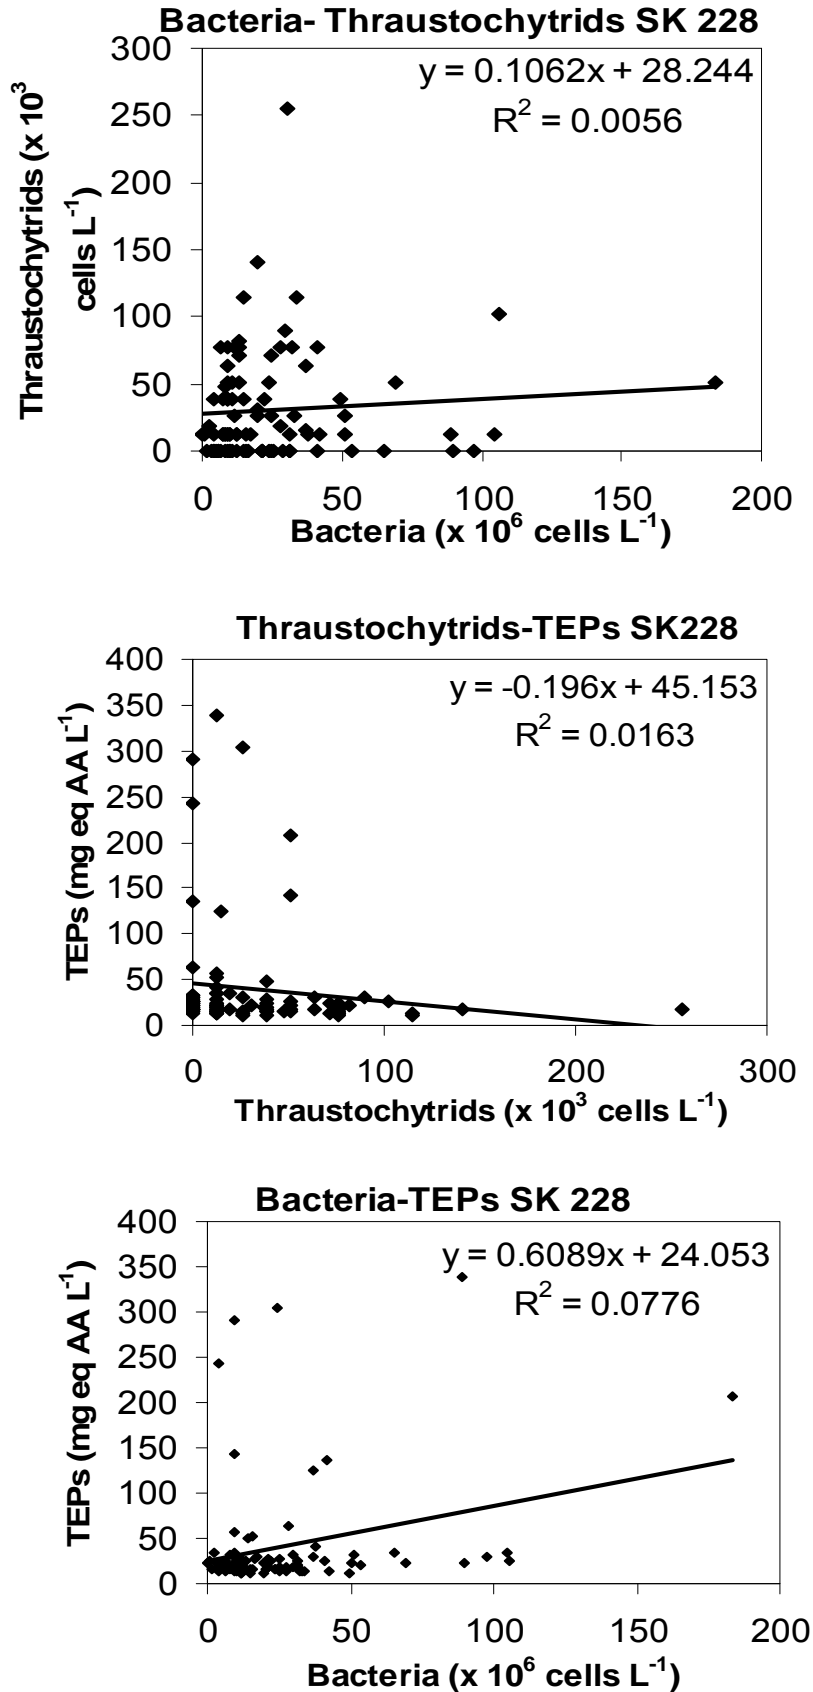 Bacteria- Thraustochytrids SK 228
y = 0.1062x + 28.244
R² = 0.0056
Thraustochytrids (x 10³
cells L⁻¹)
300
250
200
150
100
50
0
0 50 100 150 200
Bacteria (x 10⁶ cells L⁻¹)
Thraustochytrids-TEPs SK228
y = -0.196x + 45.153
R² = 0.0163
TEPs (mg eq AA L⁻¹)
400
350
300
250
200
150
100
50
0
0 100 200 300
Thraustochytrids (x 10³ cells L⁻¹)
Bacteria-TEPs SK 228
y = 0.6089x + 24.053
R² = 0.0776
TEPs (mg eq AA L⁻¹)
400
350
300
250
200
150
100
50
0
0 50 100 150 200
Bacteria (x 10⁶ cells L⁻¹)